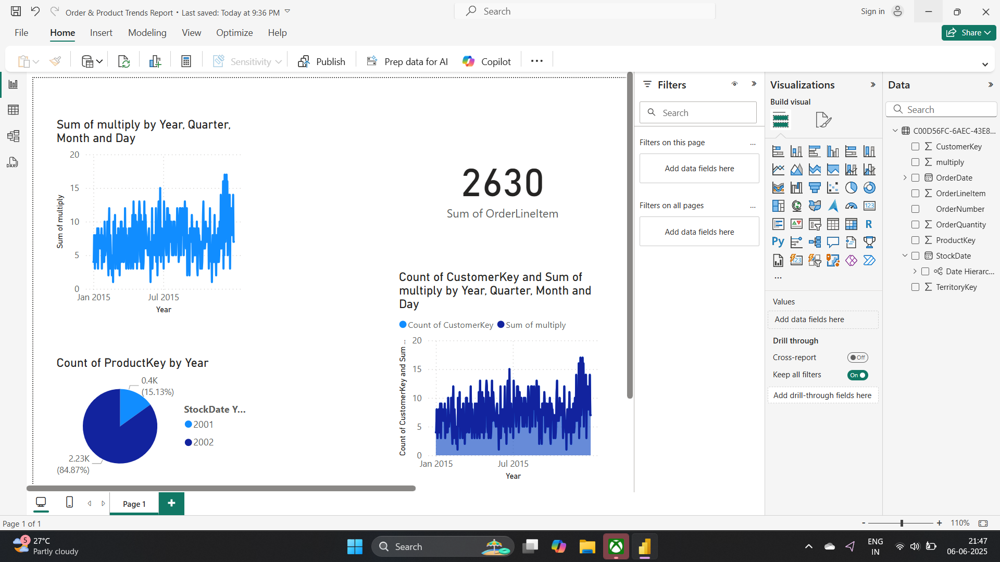 Order & Product Trends Report • Last saved: Today at 9:36 PM
Search
Sign in
File
Home
Insert
Modeling
View
Optimize
Help
Share
Sensitivity
Publish
Prep data for AI
Copilot
...
Sum of multiply by Year, Quarter,
Month and Day
20
15
10
5
0
Sum of multiply
Jan 2015
Jul 2015
Year
2630
Sum of OrderLineItem
Count of CustomerKey and Sum of
multiply by Year, Quarter, Month and
Day
Count of CustomerKey
Sum of multiply
20
15
10
5
0
Count of CustomerKey and Sum ...
Jan 2015
Jul 2015
Year
Count of ProductKey by Year
0.4K
(15.13%)
2.23K
(84.87%)
StockDate Y...
2001
2002
Filters
Search
Filters on this page
...
Add data fields here
Filters on all pages
...
Add data fields here
Visualizations
Build visual
123
R
Py
123
...
Values
Add data fields here
Drill through
Cross-report
Off
Keep all filters
On
Add drill-through fields here
Data
Search
C00D56FC-6AEC-43E8...
CustomerKey
multiply
OrderDate
OrderLineItem
OrderNumber
OrderQuantity
ProductKey
StockDate
Date Hierarc...
TerritoryKey
DAX
Page 1
+
Page 1 of 1
- + 110%
5
27°C
Partly cloudy
Search
ENG
IN
21:47
06-06-2025